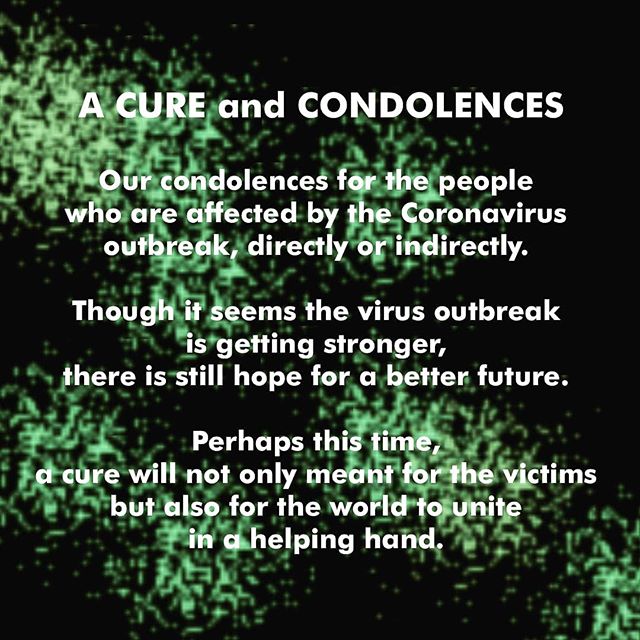 A CURE and CONDOLENCES
Our condolences for the people
who are affected by the Coronavirus
outbreak, directly or indirectly.
Though it seems the virus outbreak
is getting stronger,
there is still hope for a better future.
Perhaps this time,
a cure will not only meant for the victims
but also for the world to unite
in a helping hand.